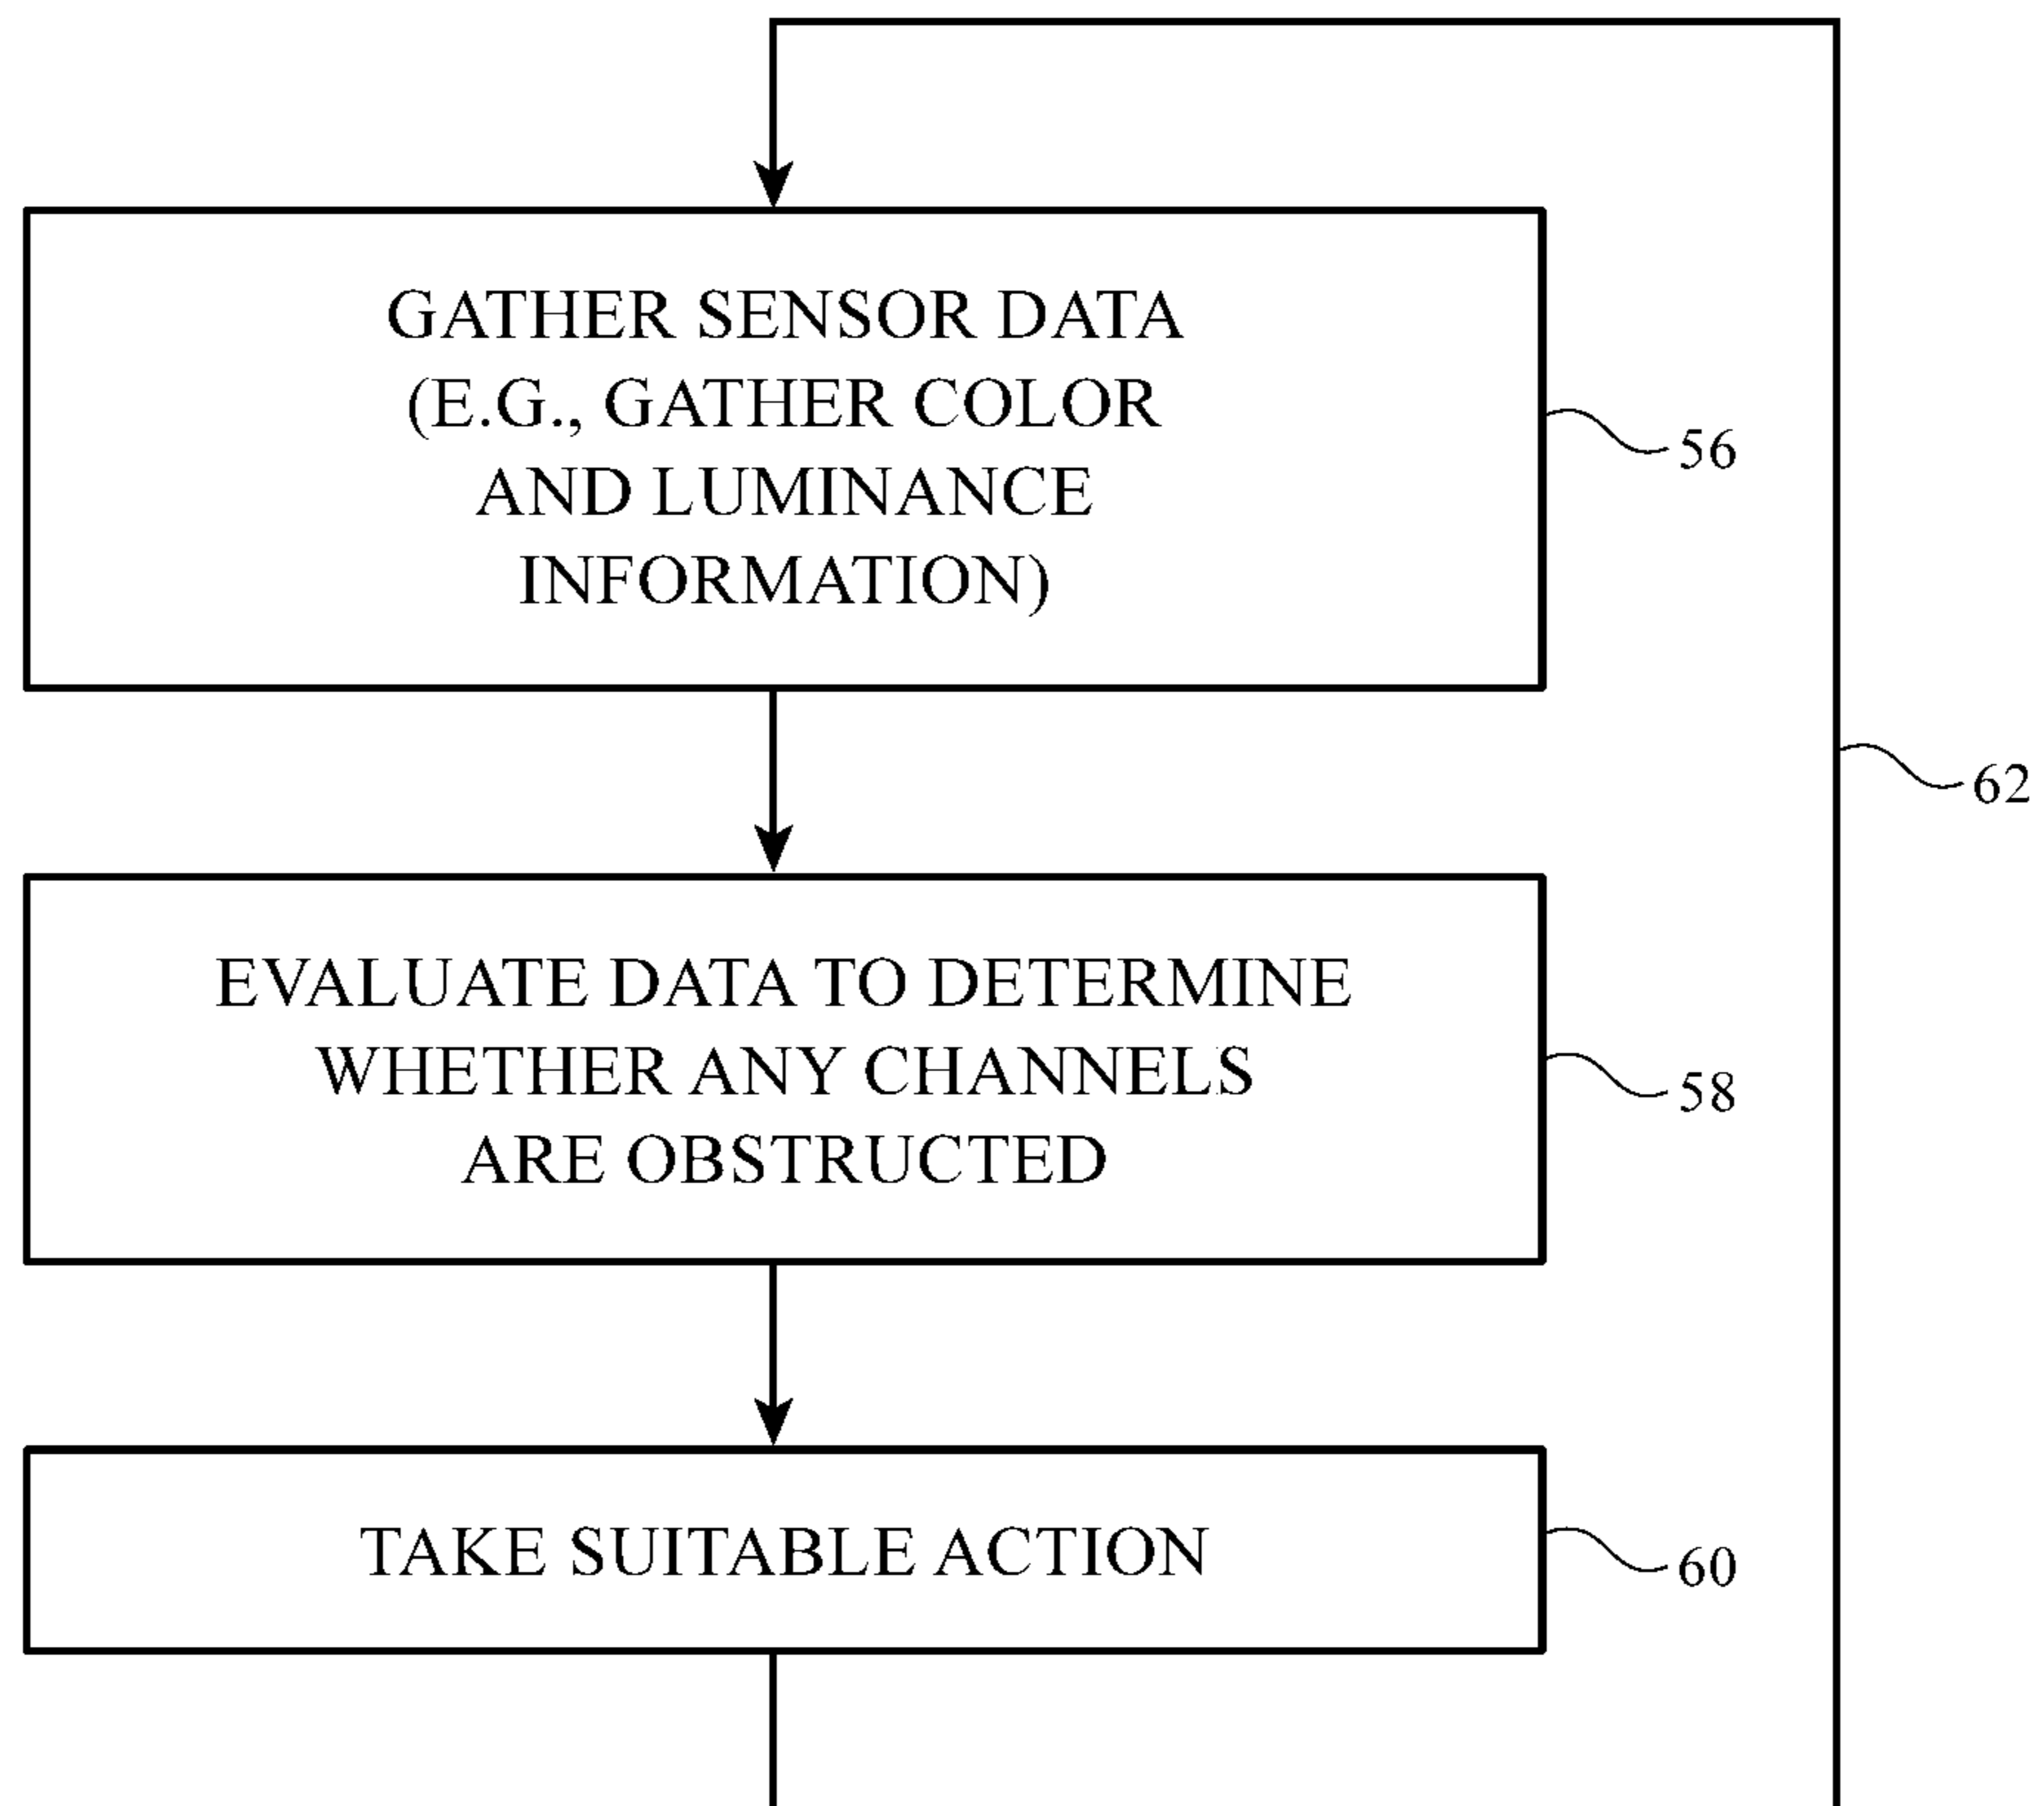 GATHER SENSOR DATA
(E.G., GATHER COLOR
AND LUMINANCE
INFORMATION)
56
62
EVALUATE DATA TO DETERMINE
WHETHER ANY CHANNELS
ARE OBSTRUCTED
58
TAKE SUITABLE ACTION
60